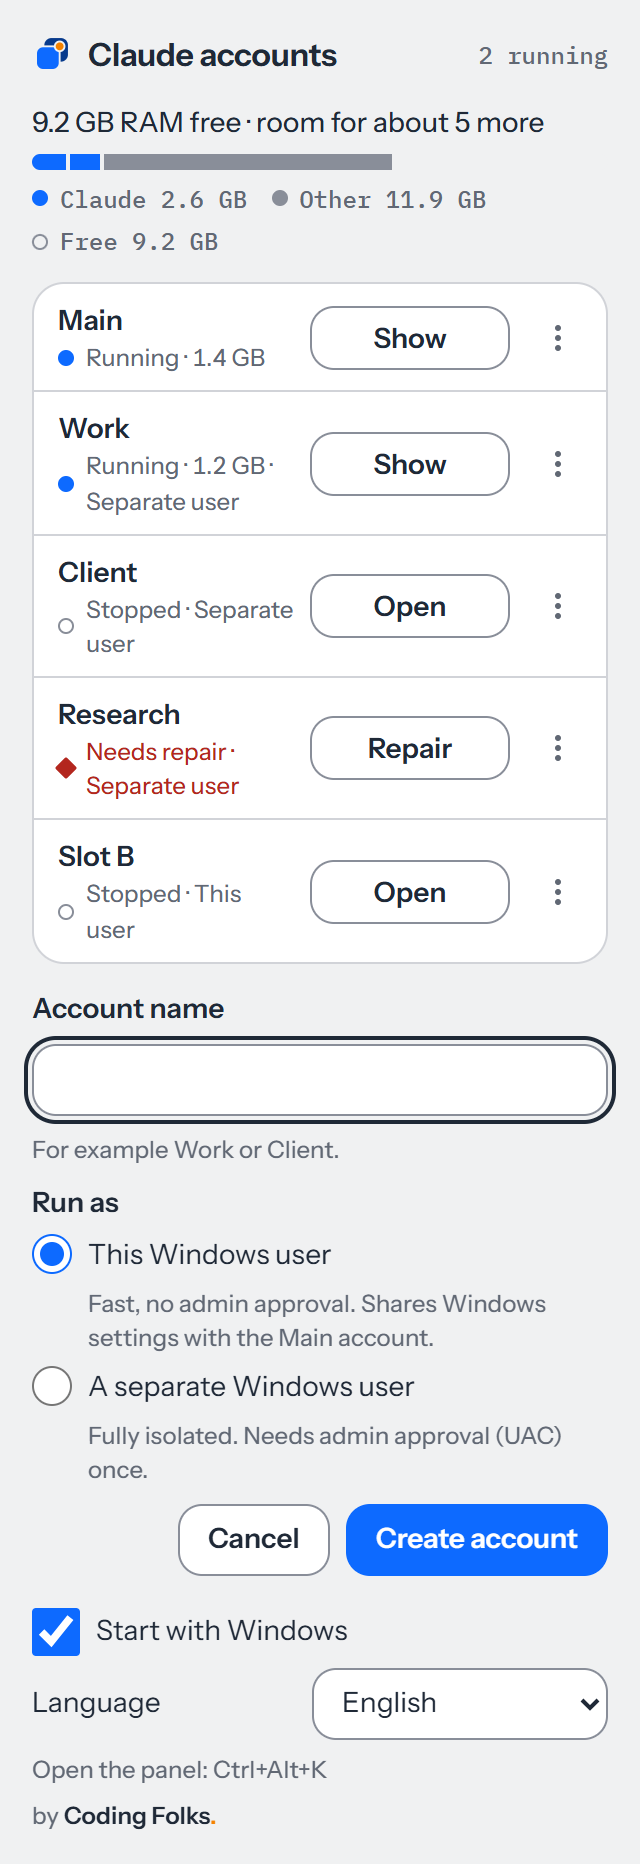 Claude accounts
2 running
9.2 GB RAM free · room for about 5 more
Claude 2.6 GB
Other 11.9 GB
Free 9.2 GB
Main
Running · 1.4 GB
Show
Work
Running · 1.2 GB ·
Separate user
Show
Client
Stopped · Separate
user
Open
Research
Needs repair ·
Separate user
Repair
Slot B
Stopped · This
user
Open
Account name
For example Work or Client.
Run as
This Windows user
Fast, no admin approval. Shares Windows
settings with the Main account.
A separate Windows user
Fully isolated. Needs admin approval (UAC)
once.
Cancel
Create account
Start with Windows
Language
English
Open the panel: Ctrl+Alt+K
by Coding Folks.